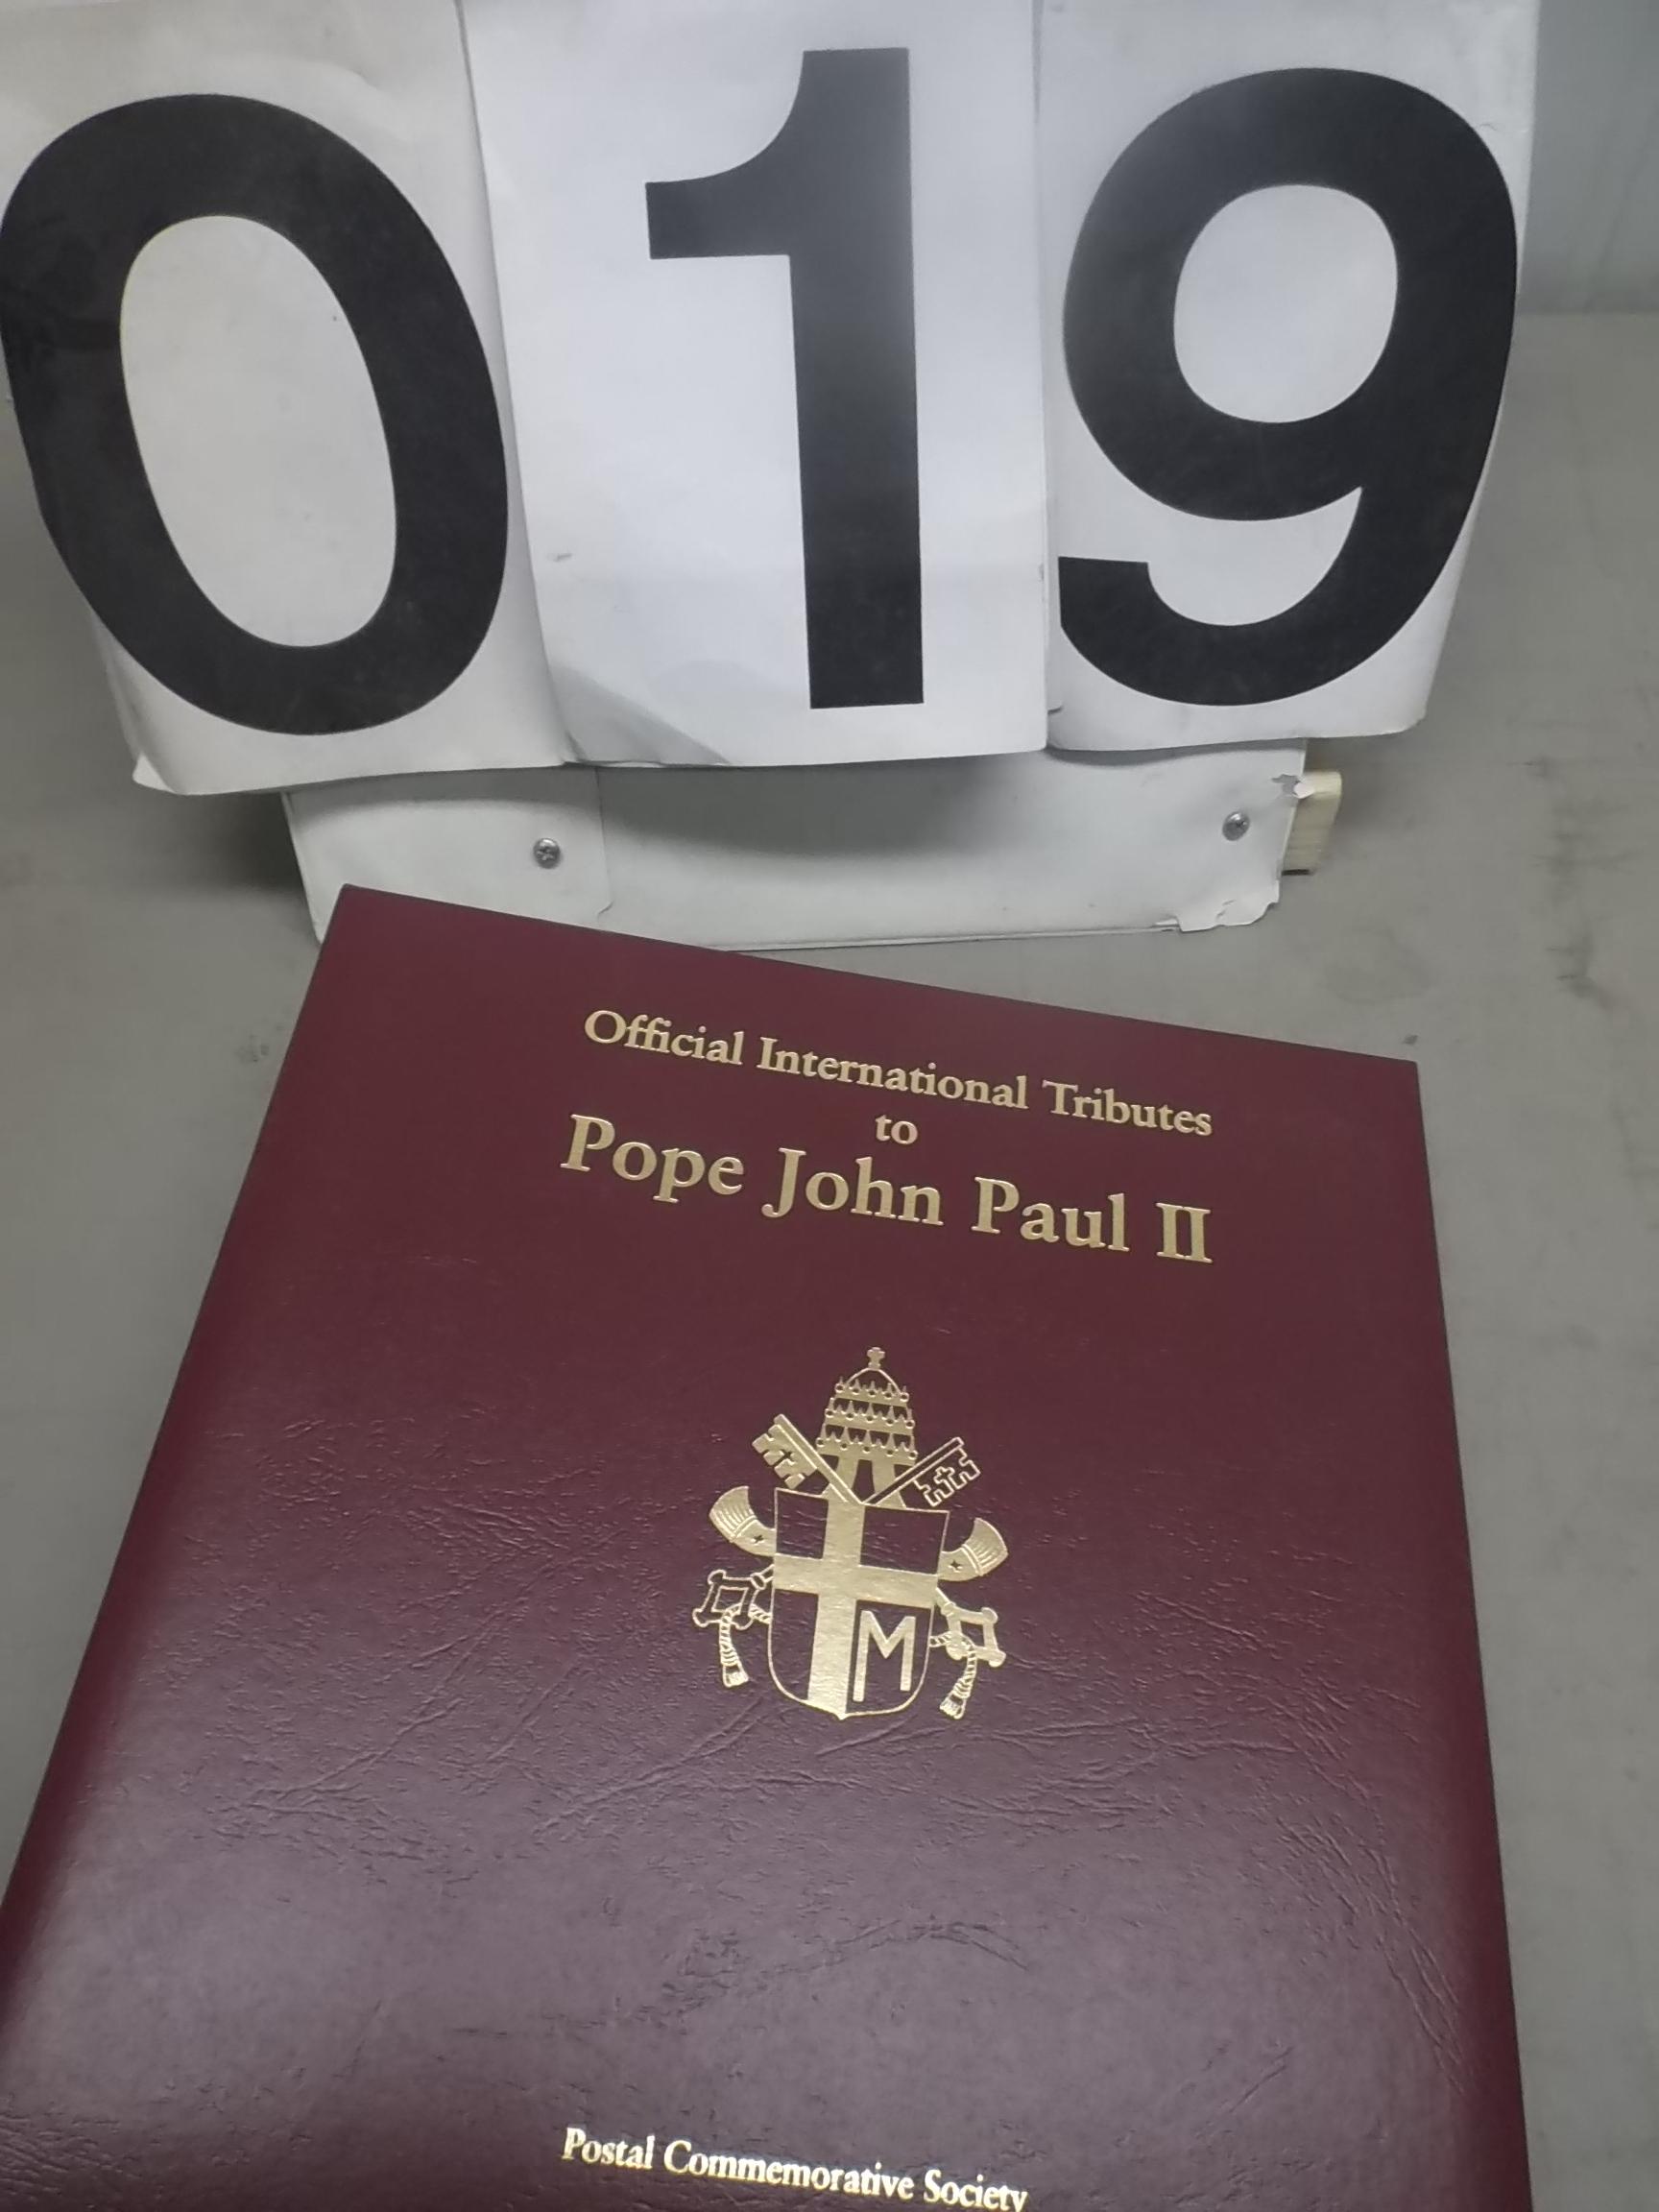 019
Official International Tributes
to
Pope John Paul II
M
Postal Commemorative Society